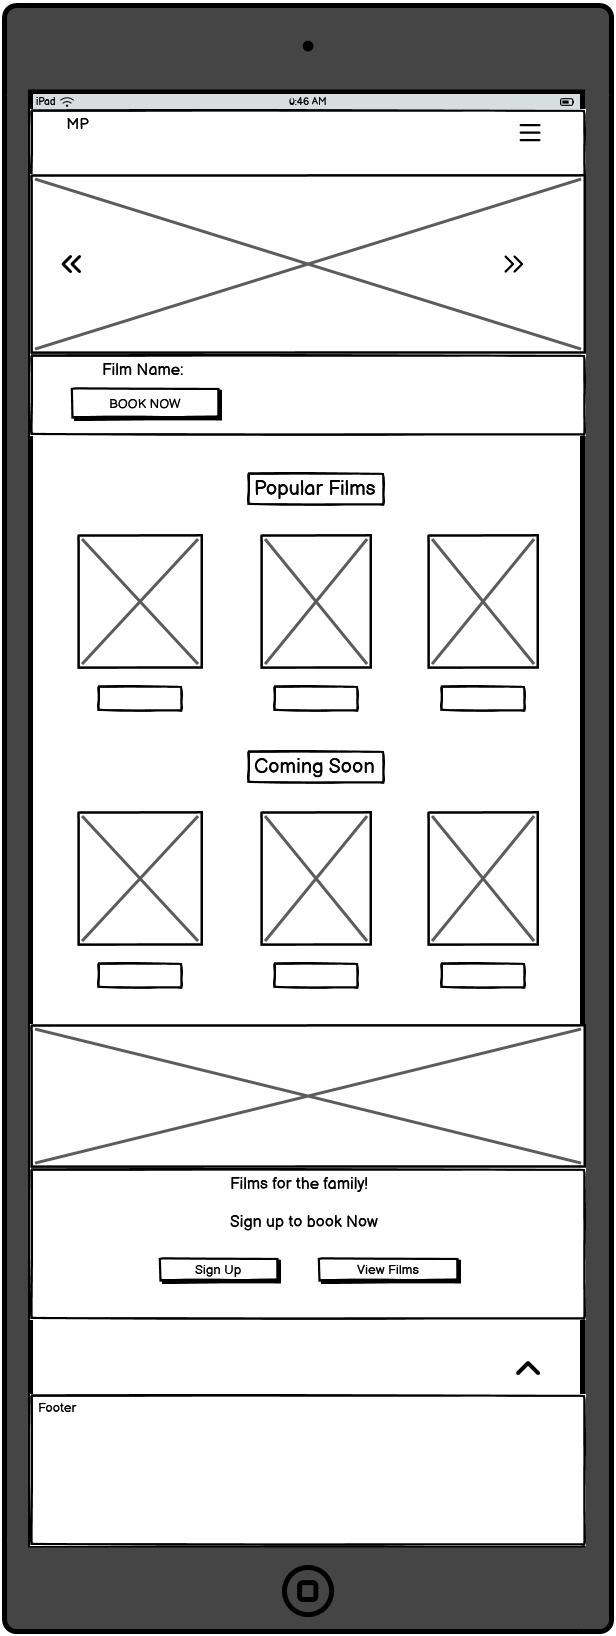 iPad 0:46 AM
MP
Film Name:
BOOK NOW
Popular Films
Coming Soon
Films for the family!
Sign up to book Now
Sign Up View Films
Footer